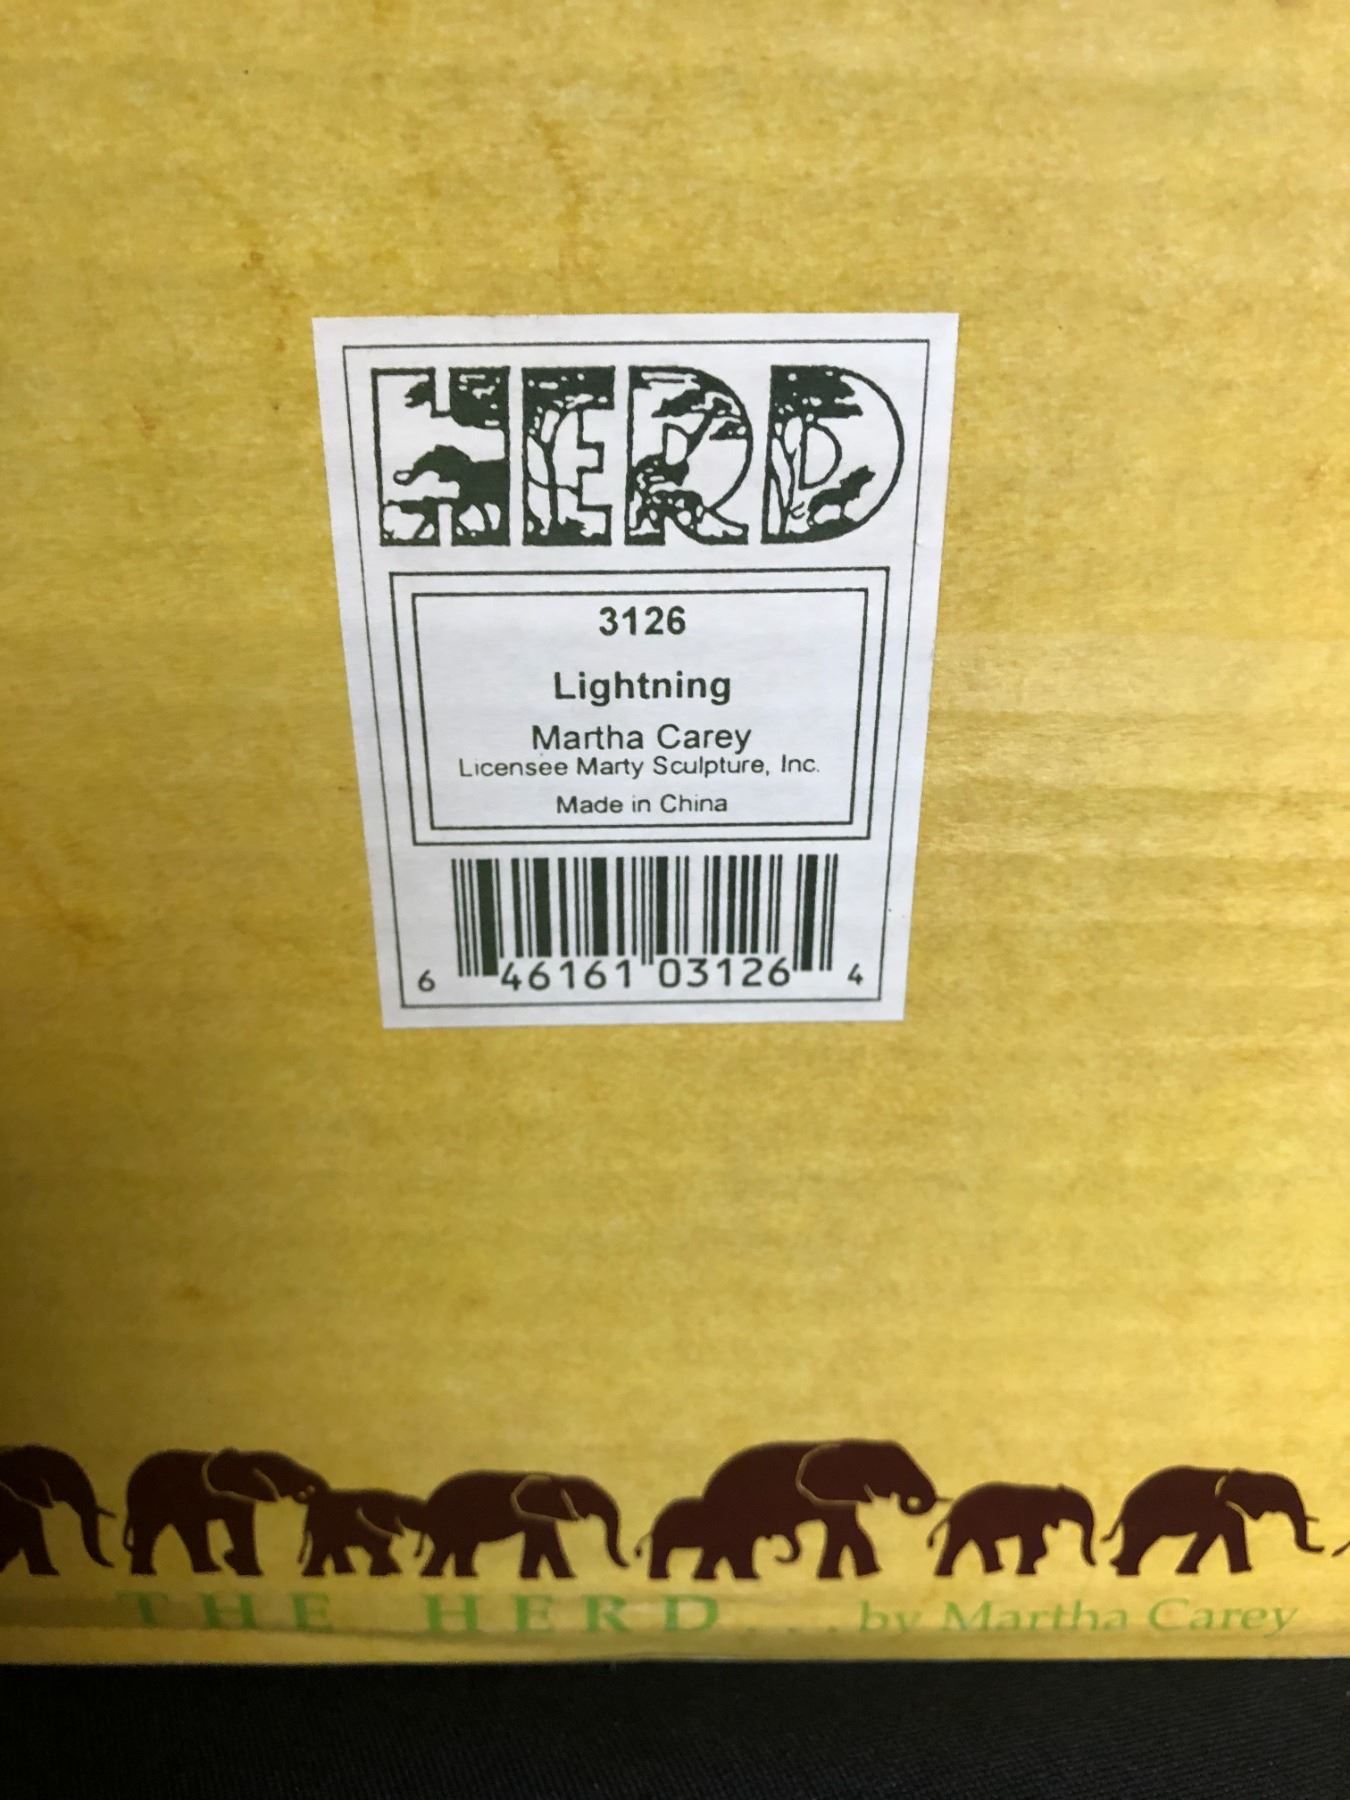 HERD
3126
Lightning
Martha Carey
Licensee Marty Sculpture, Inc.
Made in China
6 46161 03126 4
THE HERD... by Martha Carey